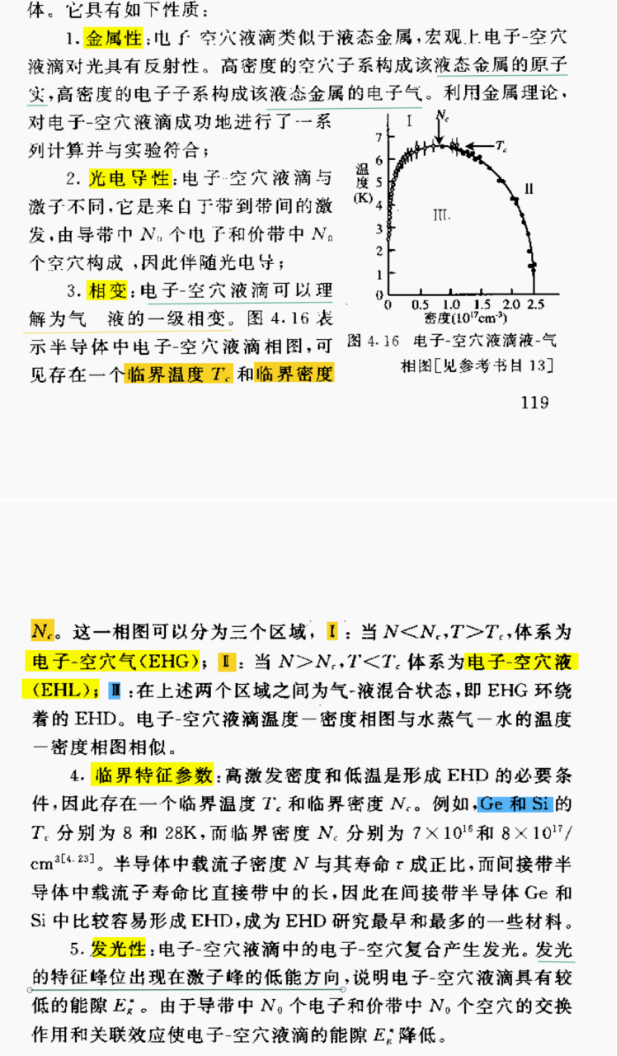 体。它具有如下性质：
1. 金属性：电子-空穴液滴类似于液态金属，宏观上电子-空穴
液滴对光具有反射性。高密度的空穴子系构成该液态金属的原子
实，高密度的电子子系构成该液态金属的电子气。利用金属理论，
对电子-空穴液滴成功地进行了一系
列计算并与实验符合；
2. 光电导性：电子-空穴液滴与
激子不同，它是来自于带到带间的激
发，由导带中 N₀ 个电子和价带中 N₀
个空穴构成，因此伴随光电导；
3. 相变：电子-空穴液滴可以理
解为气 液的一级相变。图 4.16 表
示半导体中电子-空穴液滴相图，可
见存在一个临界温度 Tc 和临界密度
I
Nc
Tc
II
III
温度(K)
7
6
5
4
3
2
1
0
0 0.5 1.0 1.5 2.0 2.5
密度(10¹⁷cm⁻³)
图 4.16 电子-空穴液滴液-气
相图[见参考书目 13]
119
Nc。这一相图可以分为三个区域，I：当 N<Nc，T>Tc，体系为
电子-空穴气(EHG)；II：当 N>Nc，T<Tc 体系为电子-空穴液
(EHL)；III：在上述两个区域之间为气-液混合状态，即 EHG 环绕
着的 EHD。电子-空穴液滴温度－密度相图与水蒸气－水的温度
－密度相图相似。
4. 临界特征参数：高激发密度和低温是形成 EHD 的必要条
件，因此存在一个临界温度 Tc 和临界密度 Nc。例如，Ge 和 Si 的
Tc 分别为 8 和 28K，而临界密度 Nc 分别为 7×10¹⁶ 和 8×10¹⁷/
cm³[4.23]。半导体中载流子密度 N 与其寿命 τ 成正比，而间接带半
导体中载流子寿命比直接带中的长，因此在间接带半导体 Ge 和
Si 中比较容易形成 EHD，成为 EHD 研究最早和最多的一些材料。
5. 发光性：电子-空穴液滴中的电子-空穴复合产生发光。发光
的特征峰位出现在激子峰的低能方向，说明电子-空穴液滴具有较
低的能隙 Eg*。由于导带中 N₀ 个电子和价带中 N₀ 个空穴的交换
作用和关联效应使电子-空穴液滴的能隙 Eg* 降低。